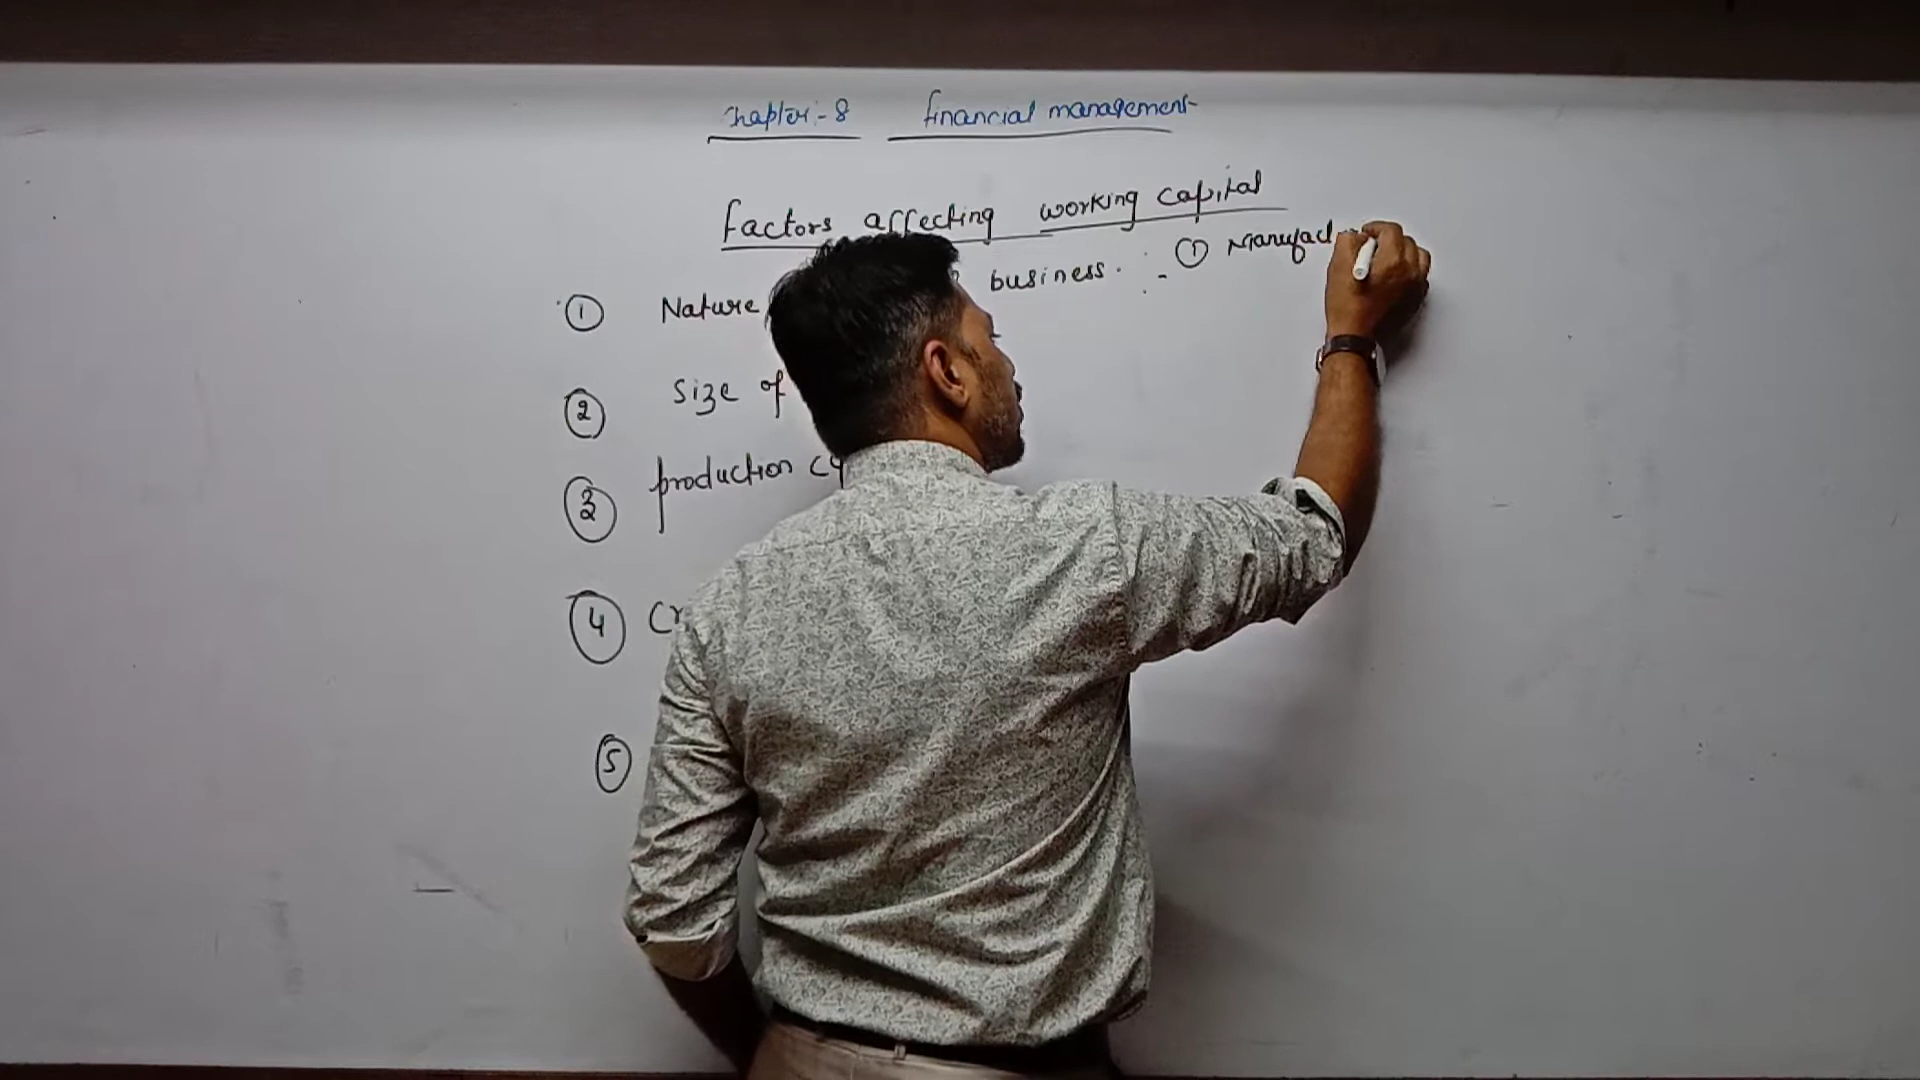 Chapter:- 8 financial management
factors affecting working capital
① Nature business. :- ① Manufact
② Size of
③ production cy
④ Cr
⑤